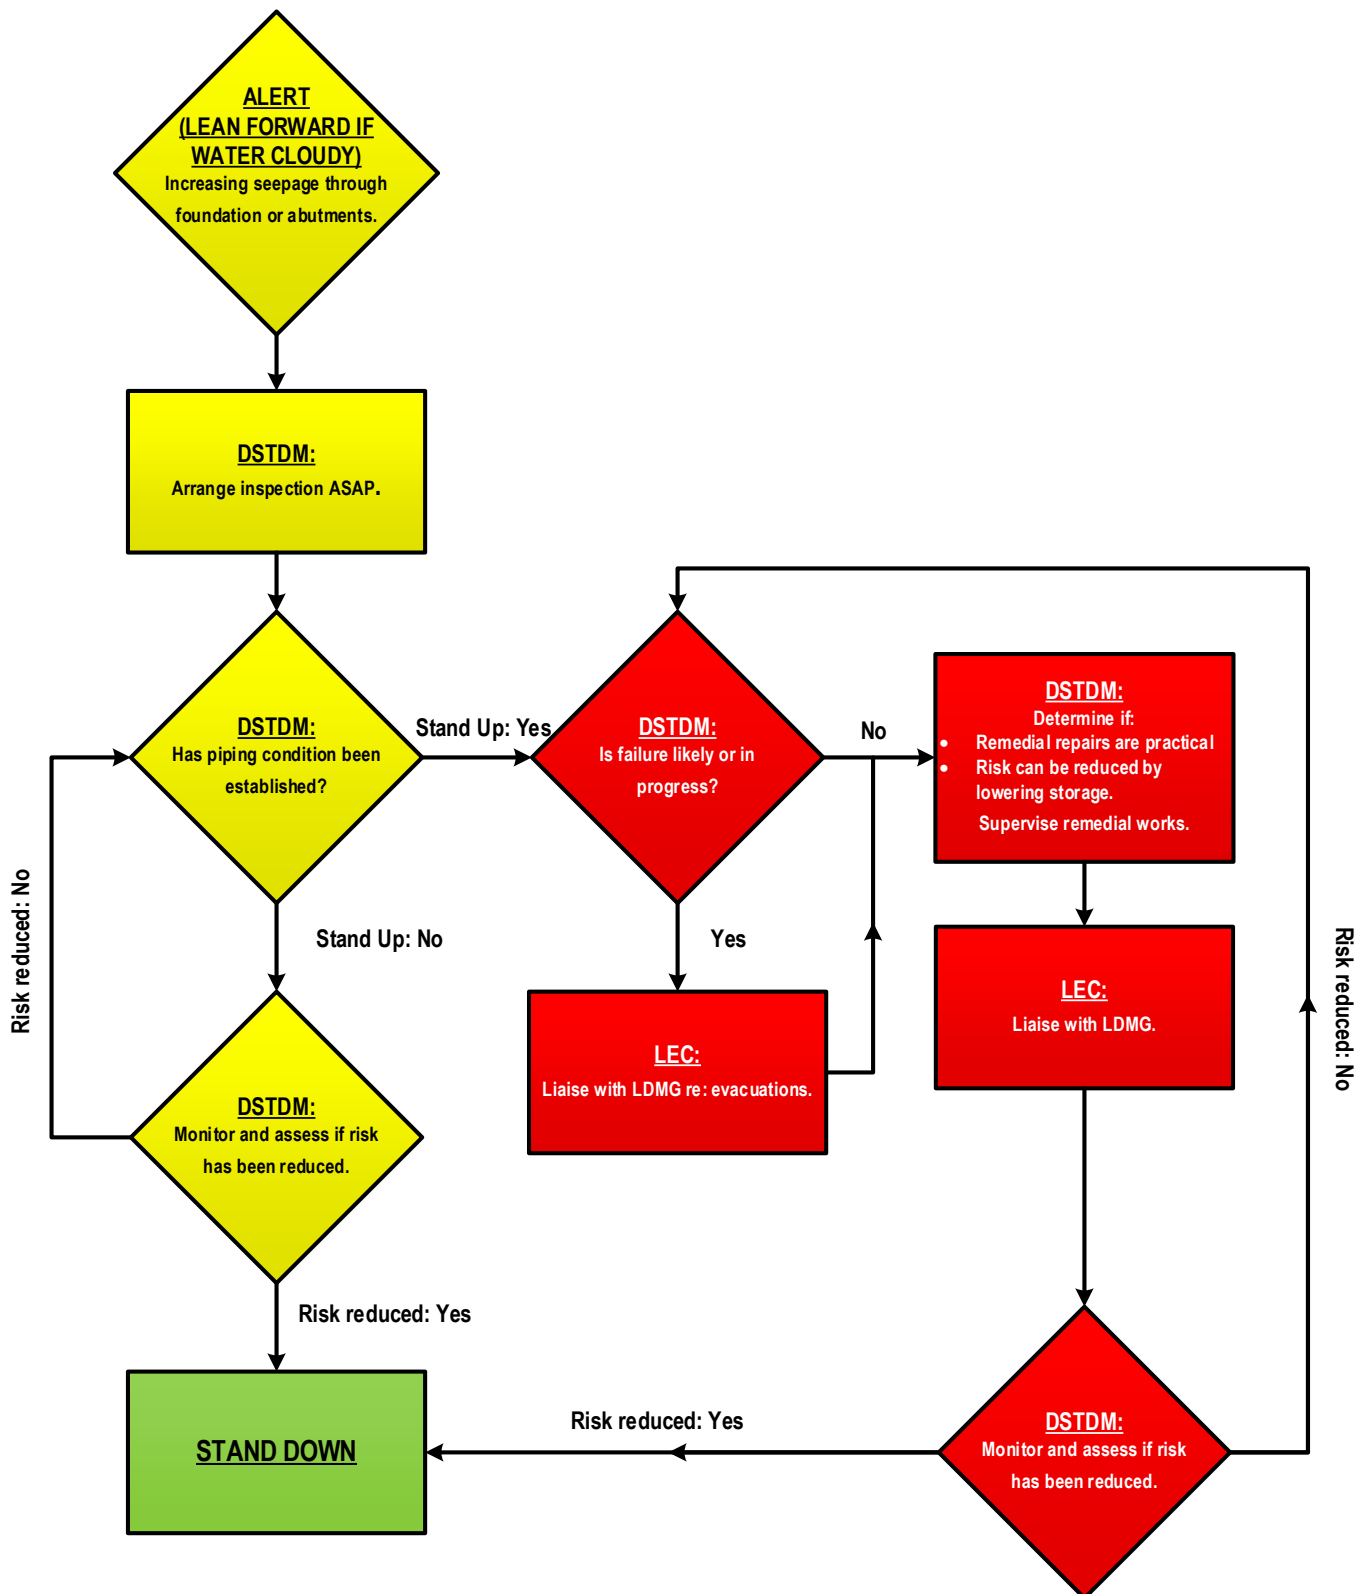 ALERT
(LEAN FORWARD IF
WATER CLOUDY)
Increasing seepage through
foundation or abutments.
DSTDM:
Arrange inspection ASAP.
DSTDM:
Has piping condition been
established?
Stand Up: Yes
DSTDM:
Is failure likely or in
progress?
No
DSTDM:
Determine if:
• Remedial repairs are practical
• Risk can be reduced by
lowering storage.
Supervise remedial works.
Risk reduced: No
Stand Up: No
Yes
LEC:
Liaise with LDMG re: evacuations.
LEC:
Liaise with LDMG.
Risk reduced: No
DSTDM:
Monitor and assess if risk
has been reduced.
Risk reduced: Yes
STAND DOWN
Risk reduced: Yes
DSTDM:
Monitor and assess if risk
has been reduced.